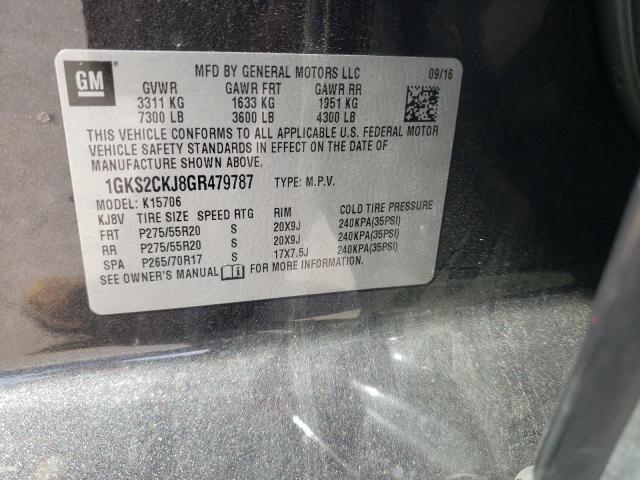 GM
MFD BY GENERAL MOTORS LLC 09/16
GVWR GAWR FRT GAWR RR
3311 KG 1633 KG 1951 KG
7300 LB 3600 LB 4300 LB
THIS VEHICLE CONFORMS TO ALL APPLICABLE U.S. FEDERAL MOTOR
VEHICLE SAFETY STANDARDS IN EFFECT ON THE DATE OF
MANUFACTURE SHOWN ABOVE.
1GKS2CKJ8GR479787 TYPE: M.P.V.
MODEL: K15706
KJ8V TIRE SIZE SPEED RTG RIM COLD TIRE PRESSURE
FRT P275/55R20 S 20X9J 240KPA(35PSI)
RR P275/55R20 S 20X9J 240KPA(35PSI)
SPA P265/70R17 S 17X7.5J 240KPA(35PSI)
SEE OWNER'S MANUAL FOR MORE INFORMATION.